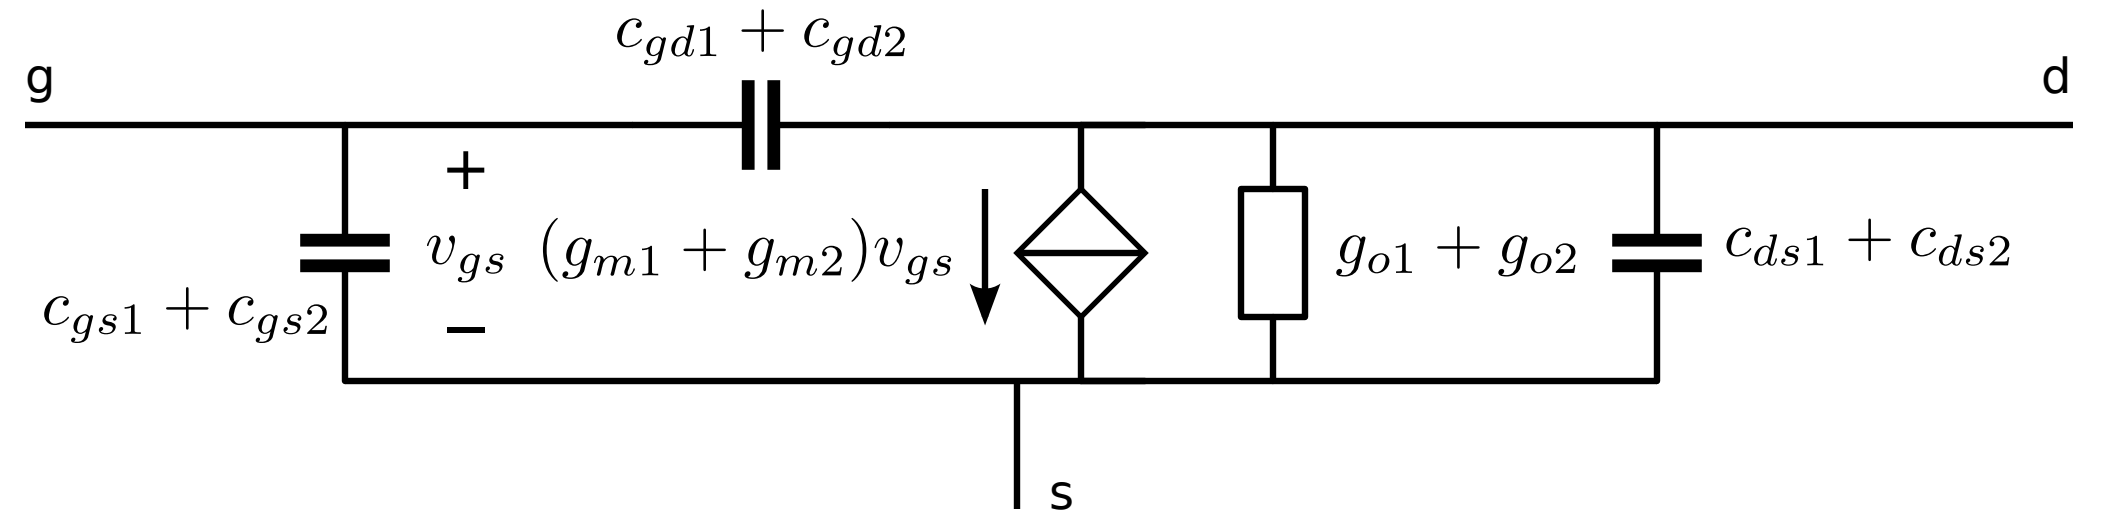 c_{gd1} + c_{gd2}
g
d
+
v_{gs} (g_{m1} + g_{m2})v_{gs}
g_{o1} + g_{o2}
c_{ds1} + c_{ds2}
c_{gs1} + c_{gs2}
−
s